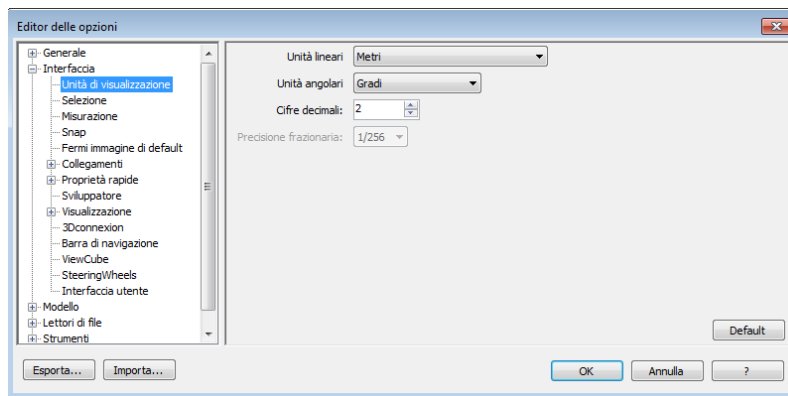 Editor delle opzioni
Generale
Interfaccia
Unità di visualizzazione
Selezione
Misurazione
Snap
Fermi immagine di default
Collegamenti
Proprietà rapide
Sviluppatore
Visualizzazione
3Dconnexion
Barra di navigazione
ViewCube
SteeringWheels
Interfaccia utente
Modello
Lettori di file
Strumenti
Unità lineari Metri
Unità angolari Gradi
Cifre decimali: 2
Precisione frazionaria: 1/256
Default
Esporta... Importa... OK Annulla ?